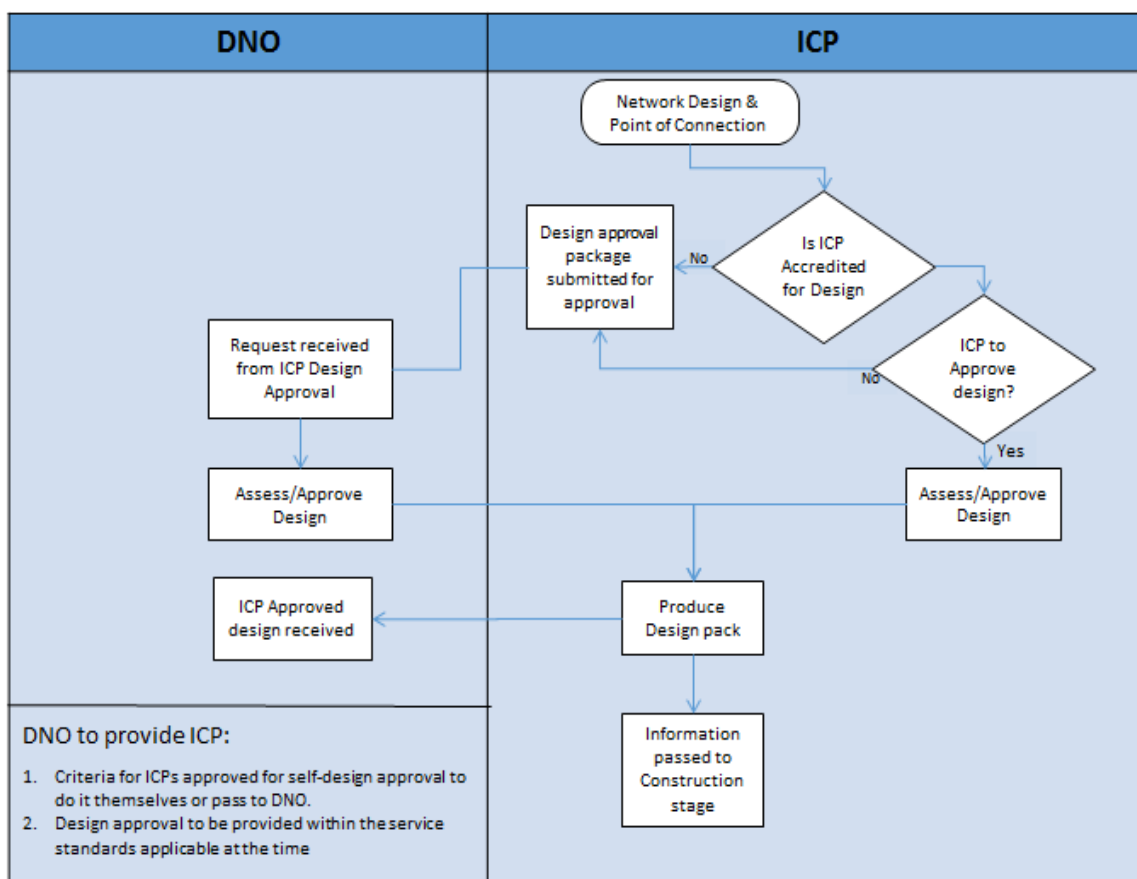 DNO
ICP
Network Design &
Point of Connection
Is ICP
Accredited
for Design
No
Design approval
package
submitted for
approval
ICP to
Approve
design?
No
Yes
Request received
from ICP Design
Approval
Assess/Approve
Design
Assess/Approve
Design
ICP Approved
design received
Produce
Design pack
Information
passed to
Construction
stage
DNO to provide ICP:
1. Criteria for ICPs approved for self-design approval to
do it themselves or pass to DNO.
2. Design approval to be provided within the service
standards applicable at the time